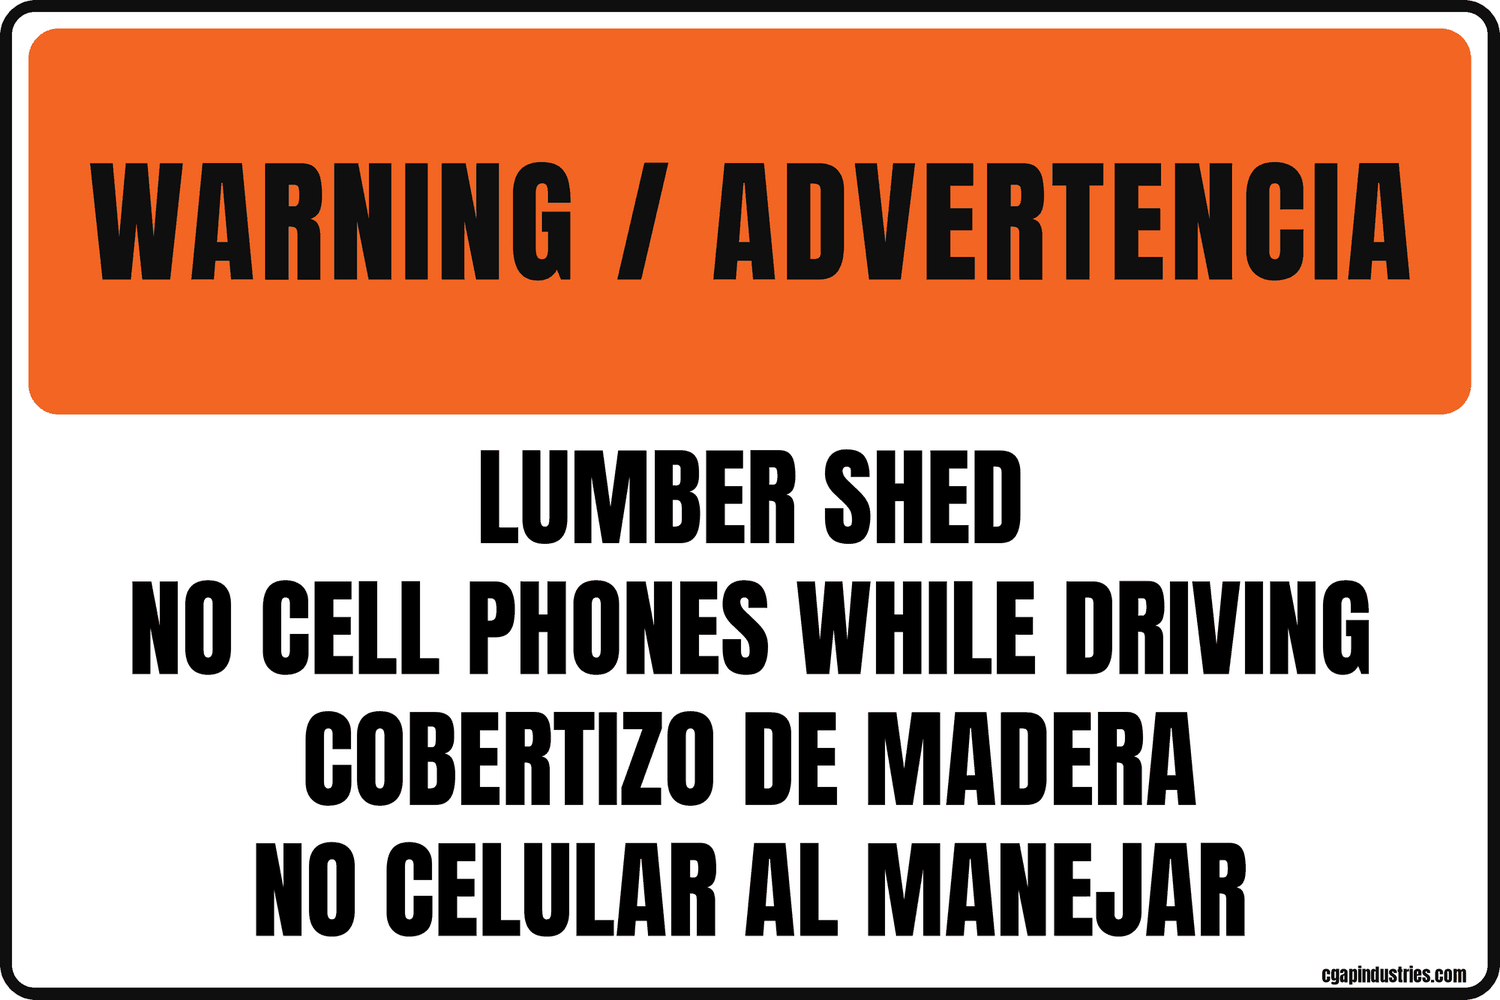 WARNING / ADVERTENCIA
LUMBER SHED
NO CELL PHONES WHILE DRIVING
COBERTIZO DE MADERA
NO CELULAR AL MANEJAR
cgapindustries.com